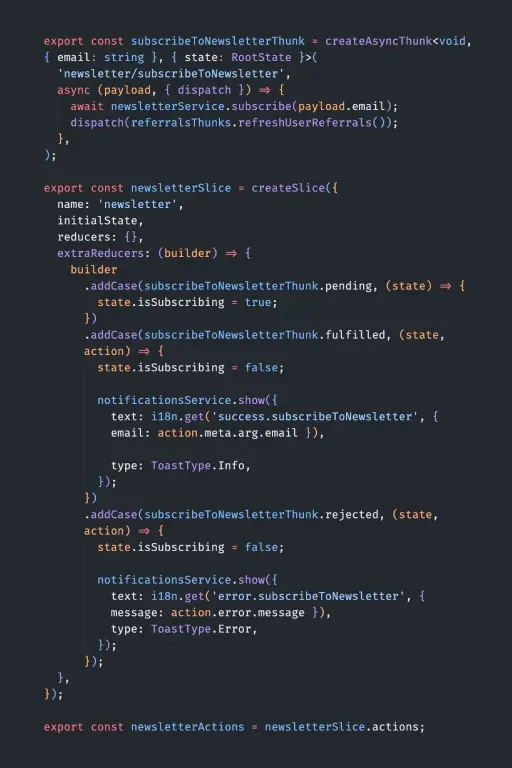 export const subscribeToNewsletterThunk = createAsyncThunk<void,
{ email: string }, { state: RootState }>(
  'newsletter/subscribeToNewsletter',
  async (payload, { dispatch }) => {
    await newsletterService.subscribe(payload.email);
    dispatch(referralsThunks.refreshUserReferrals());
  },
);

export const newsletterSlice = createSlice({
  name: 'newsletter',
  initialState,
  reducers: {},
  extraReducers: (builder) => {
    builder
      .addCase(subscribeToNewsletterThunk.pending, (state) => {
        state.isSubscribing = true;
      })
      .addCase(subscribeToNewsletterThunk.fulfilled, (state,
      action) => {
        state.isSubscribing = false;

        notificationsService.show({
          text: i18n.get('success.subscribeToNewsletter', {
          email: action.meta.arg.email }),

          type: ToastType.Info,
        });
      })
      .addCase(subscribeToNewsletterThunk.rejected, (state,
      action) => {
        state.isSubscribing = false;

        notificationsService.show({
          text: i18n.get('error.subscribeToNewsletter', {
          message: action.error.message }),
          type: ToastType.Error,
        });
      });
  },
});

export const newsletterActions = newsletterSlice.actions;